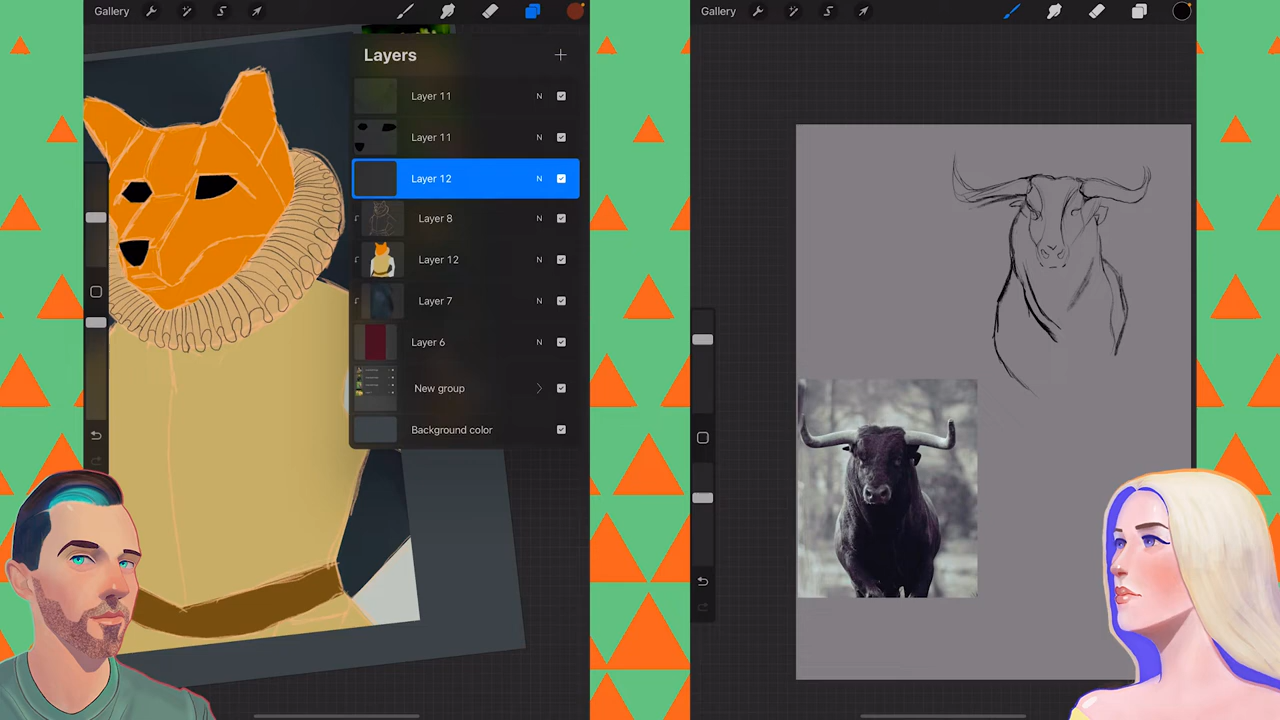 Gallery
Layers
Layer 11 N
Layer 11 N
Layer 12 N
Layer 8 N
Layer 12 N
Layer 7 N
Layer 6 N
New group
Background color N
Gallery